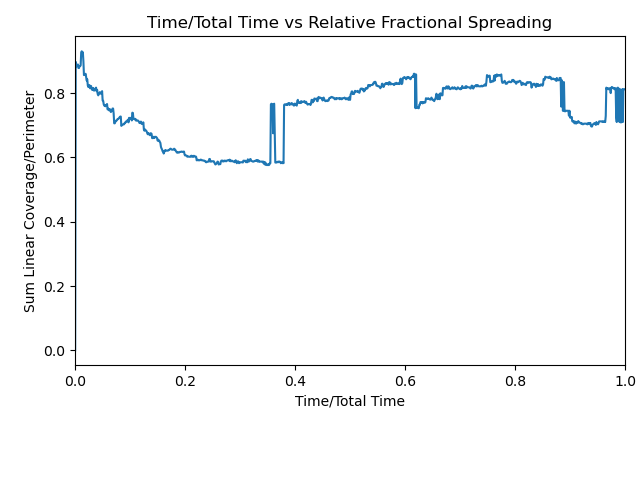 Time/Total Time vs Relative Fractional Spreading
Sum Linear Coverage/Perimeter
0.8
0.6
0.4
0.2
0.0
0.0 0.2 0.4 0.6 0.8 1.0
Time/Total Time